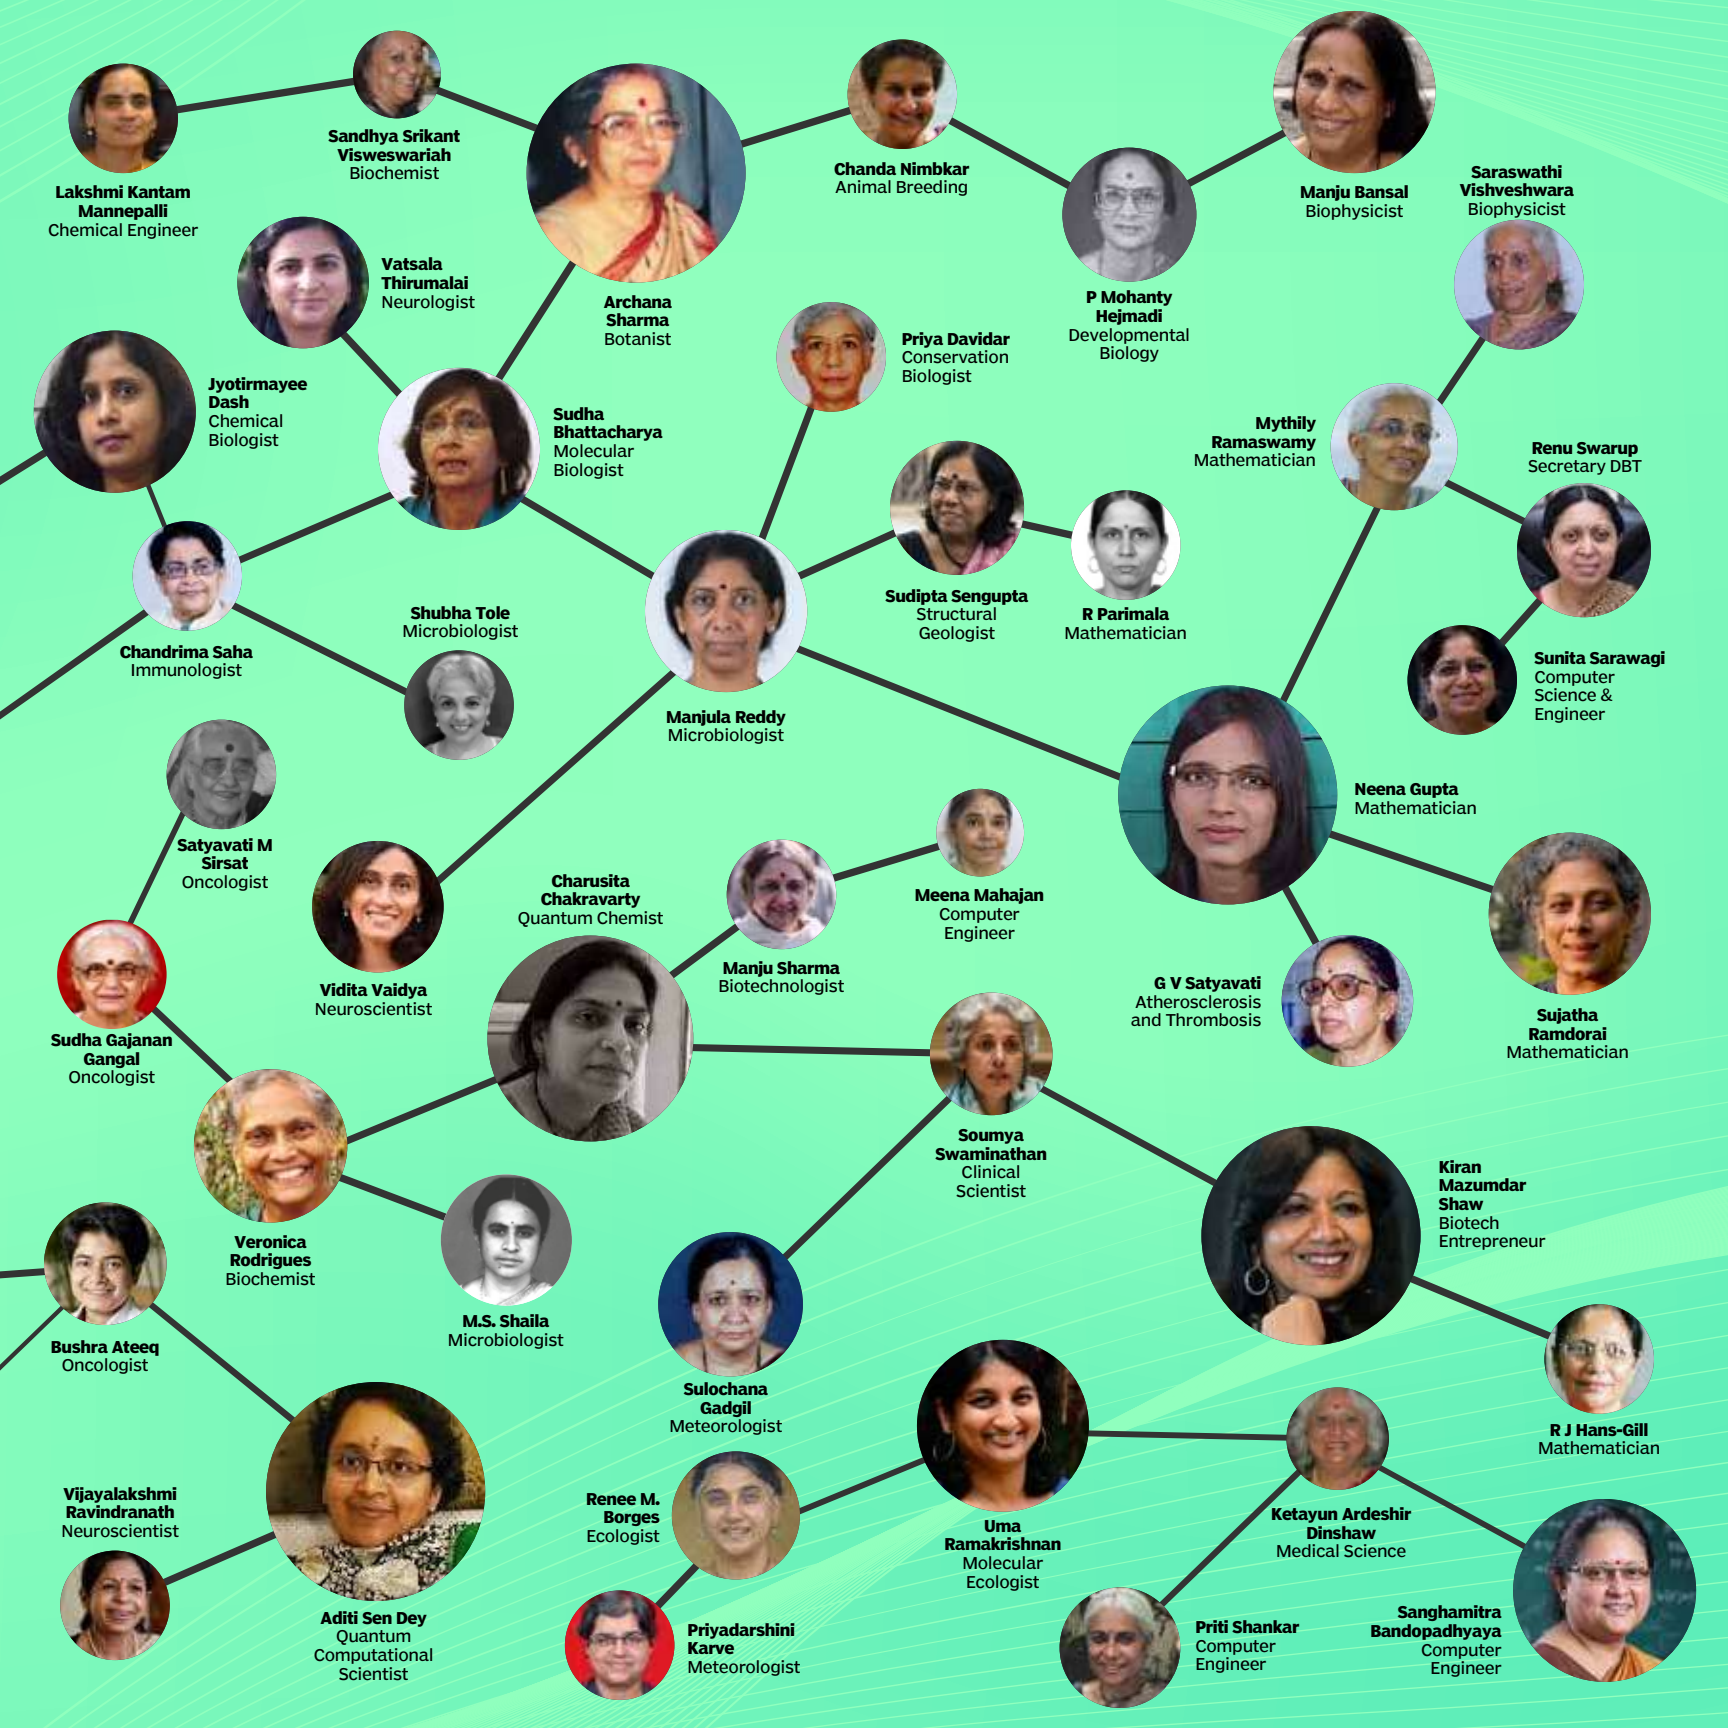 Sandhya Srikant
Visweswariah
Biochemist
Lakshmi Kantam
Mannepalli
Chemical Engineer
Chanda Nimbkar
Animal Breeding
Manju Bansal
Biophysicist
Saraswathi
Vishveshwara
Biophysicist
Vatsala
Thirumalai
Neurologist
Archana
Sharma
Botanist
P Mohanty
Hejmadi
Developmental
Biology
Priya Davidar
Conservation
Biologist
Jyotirmayee
Dash
Chemical
Biologist
Sudha
Bhattacharya
Molecular
Biologist
Mythily
Ramaswamy
Mathematician
Renu Swarup
Secretary DBT
Sudipta Sengupta
Structural
Geologist
R Parimala
Mathematician
Shubha Tole
Microbiologist
Chandrima Saha
Immunologist
Sunita Sarawagi
Computer
Science &
Engineer
Manjula Reddy
Microbiologist
Neena Gupta
Mathematician
Satyavati M
Sirsat
Oncologist
Charusita
Chakravarty
Quantum Chemist
Meena Mahajan
Computer
Engineer
Manju Sharma
Biotechnologist
Vidita Vaidya
Neuroscientist
G V Satyavati
Atherosclerosis
and Thrombosis
Sujatha
Ramdorai
Mathematician
Sudha Gajanan
Gangal
Oncologist
Soumya
Swaminathan
Clinical
Scientist
Kiran
Mazumdar
Shaw
Biotech
Entrepreneur
Veronica
Rodrigues
Biochemist
M.S. Shaila
Microbiologist
Bushra Ateeq
Oncologist
Sulochana
Gadgil
Meteorologist
R J Hans-Gill
Mathematician
Vijayalakshmi
Ravindranath
Neuroscientist
Renee M.
Borges
Ecologist
Uma
Ramakrishnan
Molecular
Ecologist
Ketayun Ardeshir
Dinshaw
Medical Science
Aditi Sen Dey
Quantum
Computational
Scientist
Priyadarshini
Karve
Meteorologist
Priti Shankar
Computer
Engineer
Sanghamitra
Bandopadhyaya
Computer
Engineer